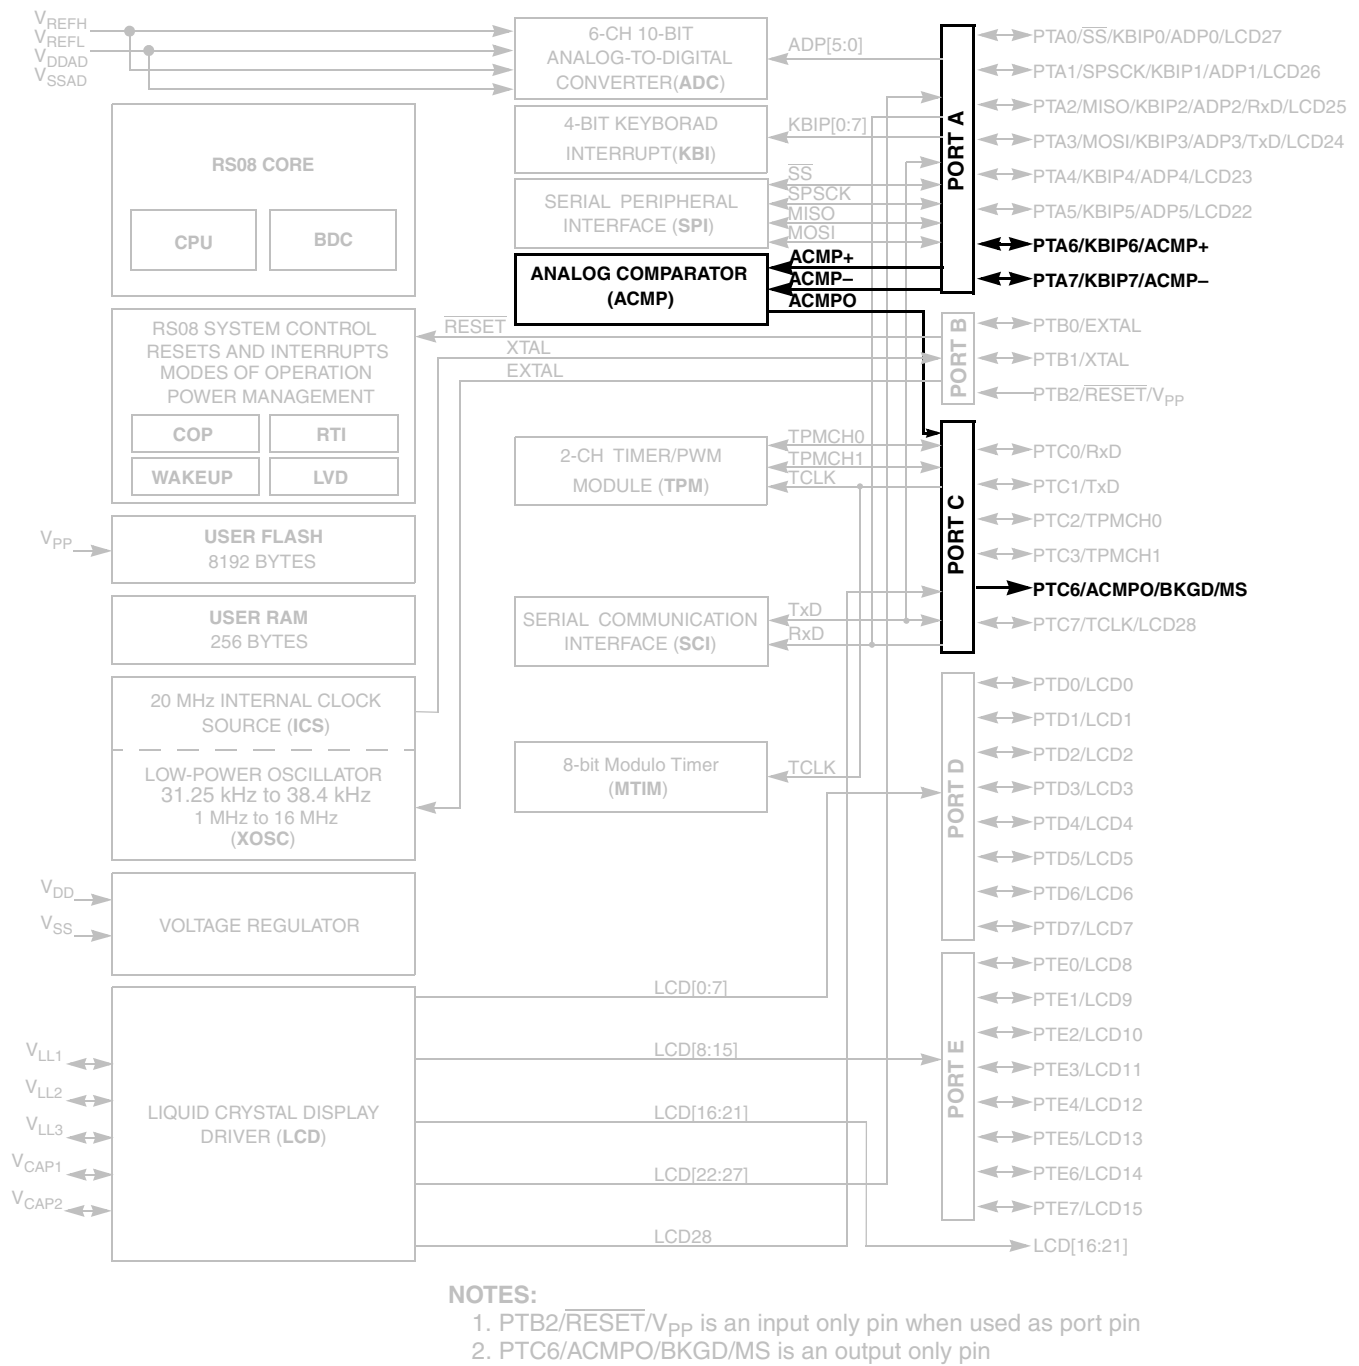 VREFH
VREFL
VDDAD
VSSAD
6-CH 10-BIT
ANALOG-TO-DIGITAL
CONVERTER(ADC)
ADP[5:0]
4-BIT KEYBORAD
INTERRUPT(KBI)
KBIP[0:7]
SERIAL PERIPHERAL
INTERFACE (SPI)
SS
SPSCK
MISO
MOSI
ANALOG COMPARATOR
(ACMP)
ACMP+
ACMP–
ACMPO
RS08 CORE
CPU
BDC
RS08 SYSTEM CONTROL
RESETS AND INTERRUPTS
MODES OF OPERATION
POWER MANAGEMENT
COP
RTI
WAKEUP
LVD
RESET
XTAL
EXTAL
VPP
USER FLASH
8192 BYTES
USER RAM
256 BYTES
20 MHz INTERNAL CLOCK
SOURCE (ICS)
LOW-POWER OSCILLATOR
31.25 kHz to 38.4 kHz
1 MHz to 16 MHz
(XOSC)
VDD
VSS
VOLTAGE REGULATOR
VLL1
VLL2
VLL3
VCAP1
VCAP2
LIQUID CRYSTAL DISPLAY
DRIVER (LCD)
2-CH TIMER/PWM
MODULE (TPM)
TPMCH0
TPMCH1
TCLK
SERIAL COMMUNICATION
INTERFACE (SCI)
TxD
RxD
8-bit Modulo Timer
(MTIM)
TCLK
LCD[0:7]
LCD[8:15]
LCD[16:21]
LCD[22:27]
LCD28
PORT A
PTA0/SS/KBIP0/ADP0/LCD27
PTA1/SPSCK/KBIP1/ADP1/LCD26
PTA2/MISO/KBIP2/ADP2/RxD/LCD25
PTA3/MOSI/KBIP3/ADP3/TxD/LCD24
PTA4/KBIP4/ADP4/LCD23
PTA5/KBIP5/ADP5/LCD22
PTA6/KBIP6/ACMP+
PTA7/KBIP7/ACMP–
PORT B
PTB0/EXTAL
PTB1/XTAL
PTB2/RESET/VPP
PORT C
PTC0/RxD
PTC1/TxD
PTC2/TPMCH0
PTC3/TPMCH1
PTC6/ACMPO/BKGD/MS
PTC7/TCLK/LCD28
PORT D
PTD0/LCD0
PTD1/LCD1
PTD2/LCD2
PTD3/LCD3
PTD4/LCD4
PTD5/LCD5
PTD6/LCD6
PTD7/LCD7
PORT E
PTE0/LCD8
PTE1/LCD9
PTE2/LCD10
PTE3/LCD11
PTE4/LCD12
PTE5/LCD13
PTE6/LCD14
PTE7/LCD15
LCD[16:21]
NOTES:
1. PTB2/RESET/VPP is an input only pin when used as port pin
2. PTC6/ACMPO/BKGD/MS is an output only pin